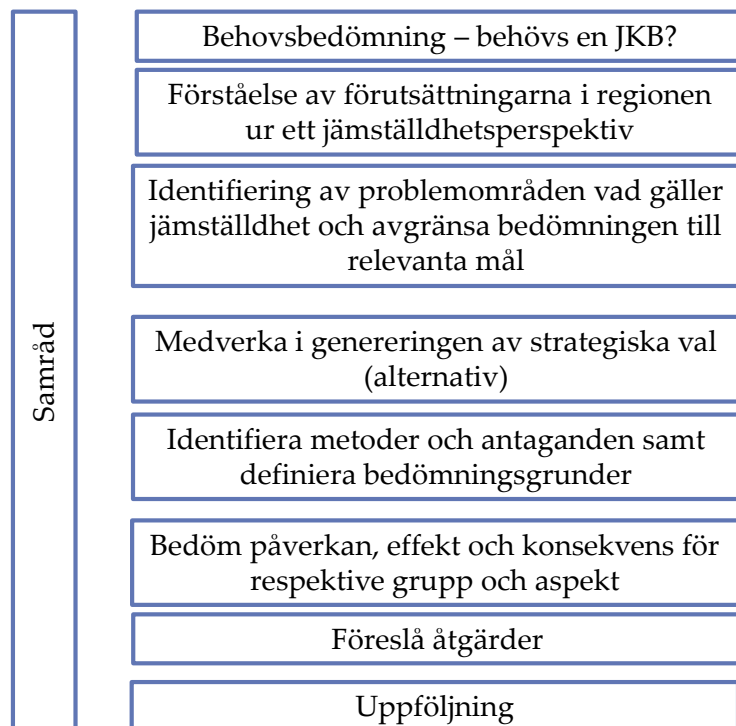 Samråd
Behovsbedömning – behövs en JKB?
Förståelse av förutsättningarna i regionen
ur ett jämställdhetsperspektiv
Identifiering av problemområden vad gäller
jämställdhet och avgränsa bedömningen till
relevanta mål
Medverka i genereringen av strategiska val
(alternativ)
Identifiera metoder och antaganden samt
definiera bedömningsgrunder
Bedöm påverkan, effekt och konsekvens för
respektive grupp och aspekt
Föreslå åtgärder
Uppföljning